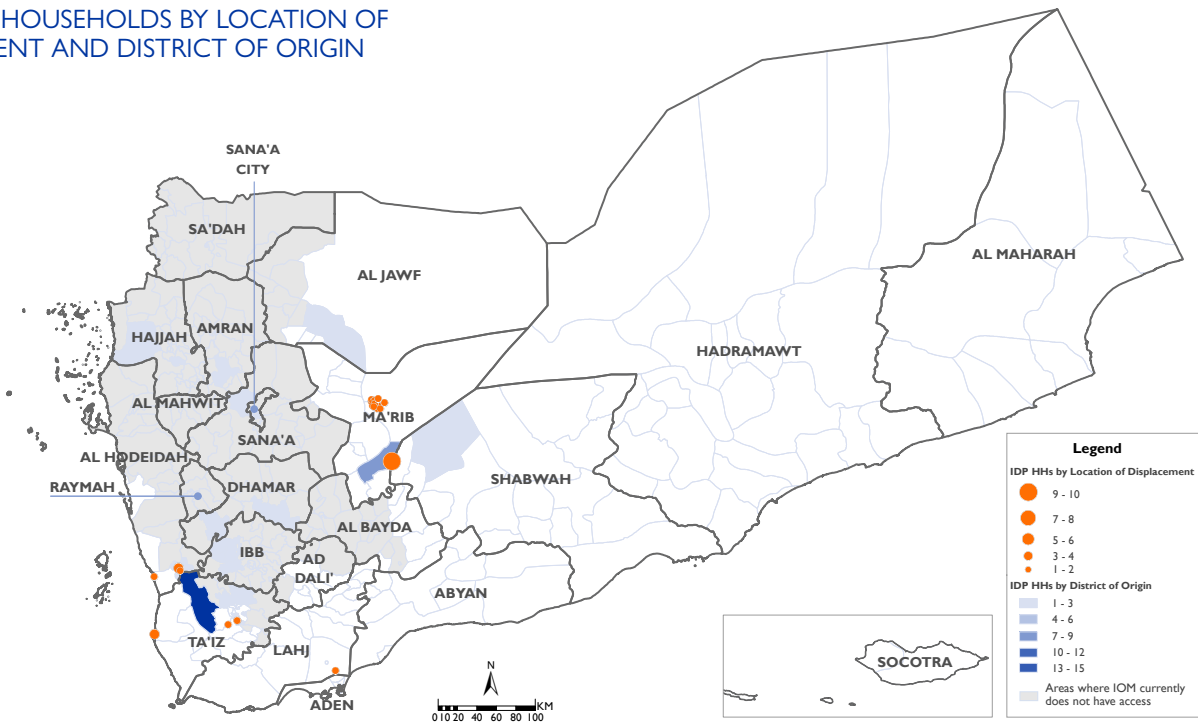 HOUSEHOLDS BY LOCATION OF
ENT AND DISTRICT OF ORIGIN
SANA'A
CITY
SA'DAH
AL JAWF
AL MAHARAH
HAJJAH
AMRAN
HADRAMAWT
AL MAHWIT
MA'RIB
SANA'A
AL HODEIDAH
SHABWAH
RAYMAH
DHAMAR
AL BAYDA
IBB
AD
DALI'
ABYAN
TA'IZ
LAHJ
ADEN
SOCOTRA
N
0 10 20 40 60 80 100 KM
Legend
IDP HHs by Location of Displacement
9 - 10
7 - 8
5 - 6
3 - 4
1 - 2
IDP HHs by District of Origin
1 - 3
4 - 6
7 - 9
10 - 12
13 - 15
Areas where IOM currently
does not have access